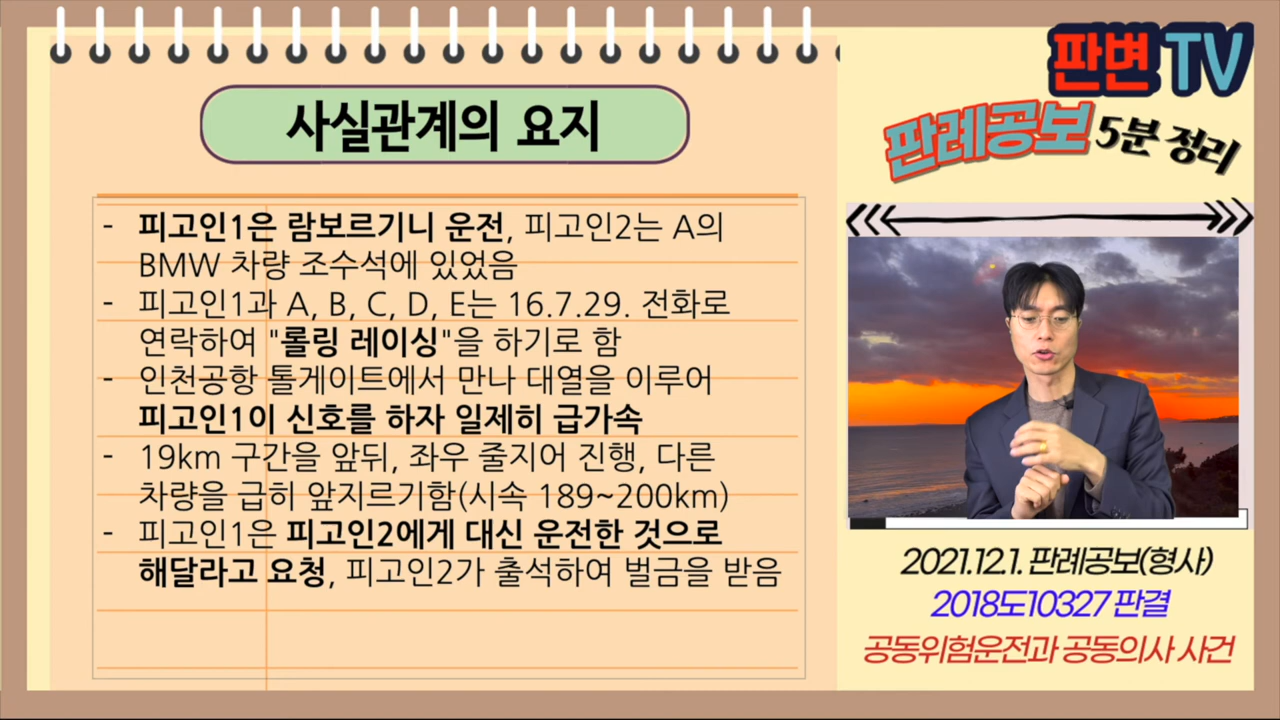 사실관계의 요지
- 피고인1은 람보르기니 운전, 피고인2는 A의
BMW 차량 조수석에 있었음
- 피고인1과 A, B, C, D, E는 16.7.29. 전화로
연락하여 "롤링 레이싱"을 하기로 함
- 인천공항 톨게이트에서 만나 대열을 이루어
피고인1이 신호를 하자 일제히 급가속
- 19km 구간을 앞뒤, 좌우 줄지어 진행, 다른
차량을 급히 앞지르기함(시속 189~200km)
- 피고인1은 피고인2에게 대신 운전한 것으로
해달라고 요청, 피고인2가 출석하여 벌금을 받음
판변 TV
판례공보 5분 정리
2021.12.1. 판례공보(형사)
2018도10327 판결
공동위험운전과 공동의사 사건